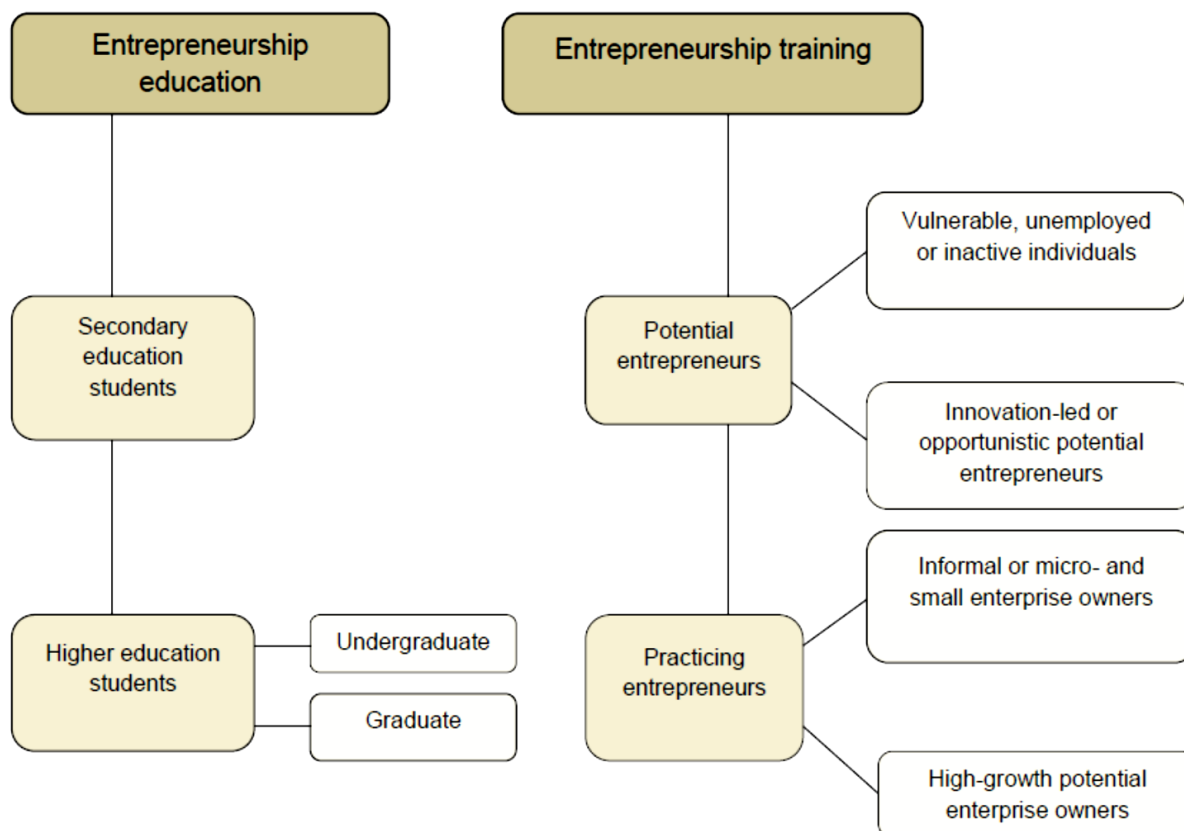 Entrepreneurship
education
Entrepreneurship training
Vulnerable, unemployed
or inactive individuals
Secondary
education
students
Potential
entrepreneurs
Innovation-led or
opportunistic potential
entrepreneurs
Informal or micro- and
small enterprise owners
Higher education
students
Undergraduate
Graduate
Practicing
entrepreneurs
High-growth potential
enterprise owners